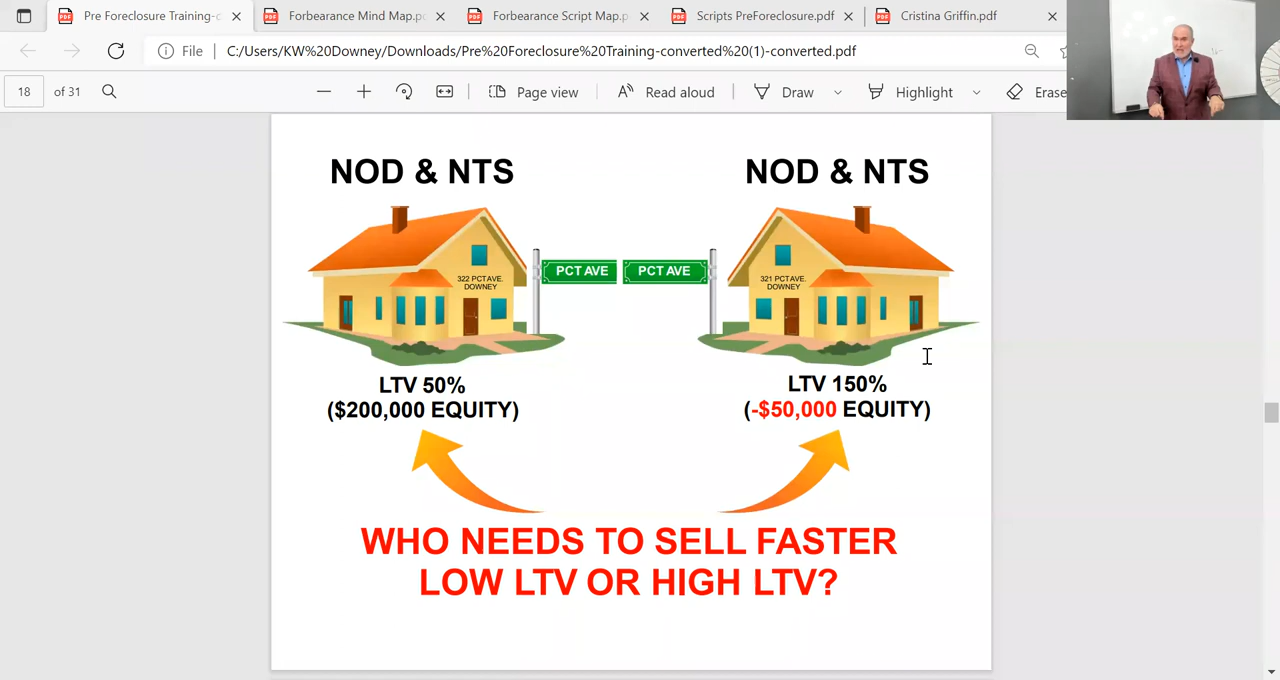 Pre Foreclosure Training-c
Forbearance Mind Map.pc
Forbearance Script Map.p
Scripts PreForeclosure.pdf
Cristina Griffin.pdf
File
C:/Users/KW%20Downey/Downloads/Pre%20Foreclosure%20Training-converted%20(1)-converted.pdf
18 of 31
Page view
Read aloud
Draw
Highlight
Erase
NOD & NTS
NOD & NTS
322 PCT AVE.
DOWNEY
PCT AVE
PCT AVE
321 PCT AVE.
DOWNEY
LTV 50%
($200,000 EQUITY)
LTV 150%
(-$50,000 EQUITY)
WHO NEEDS TO SELL FASTER
LOW LTV OR HIGH LTV?